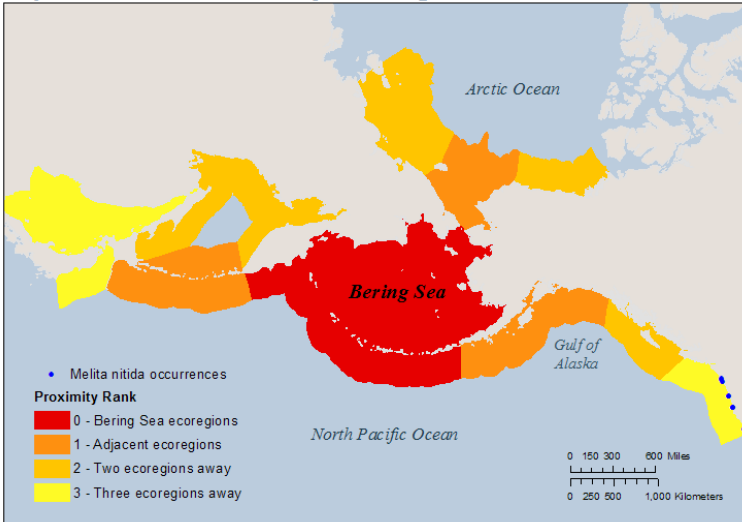 Arctic Ocean
Bering Sea
Gulf of
Alaska
North Pacific Ocean
Melita nitida occurrences
Proximity Rank
0 - Bering Sea ecoregions
1 - Adjacent ecoregions
2 - Two ecoregions away
3 - Three ecoregions away
0 150 300 600 Miles
0 250 500 1,000 Kilometers